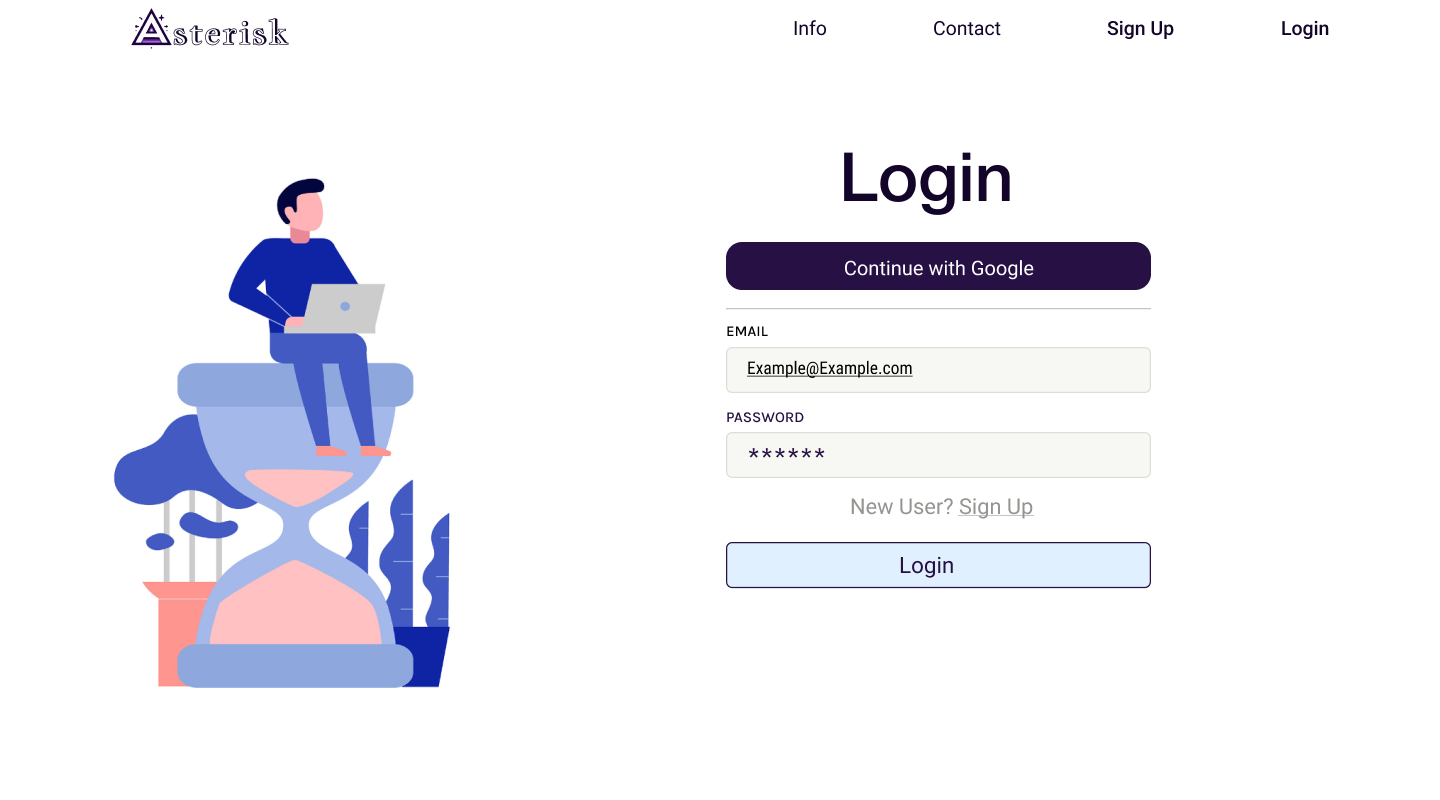 Asterisk
Info Contact Sign Up Login
Login
Continue with Google
EMAIL
Example@Example.com
PASSWORD
******
New User? Sign Up
Login